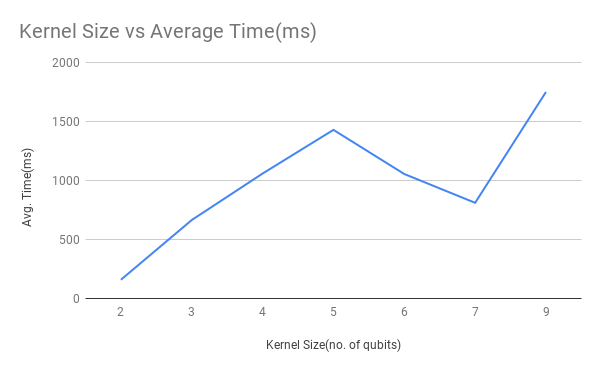 Kernel Size vs Average Time(ms)
2000
1500
1000
500
0
Avg. Time(ms)
2 3 4 5 6 7 9
Kernel Size(no. of qubits)